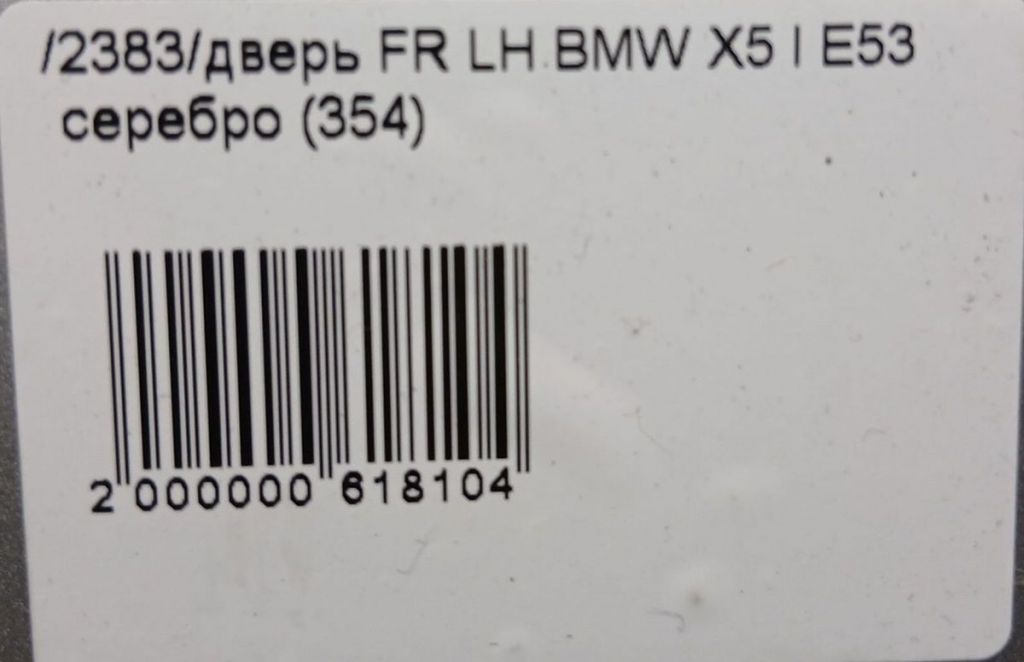 /2383/дверь FR LH BMW X5 I E53
серебро (354)
2 000000 618104